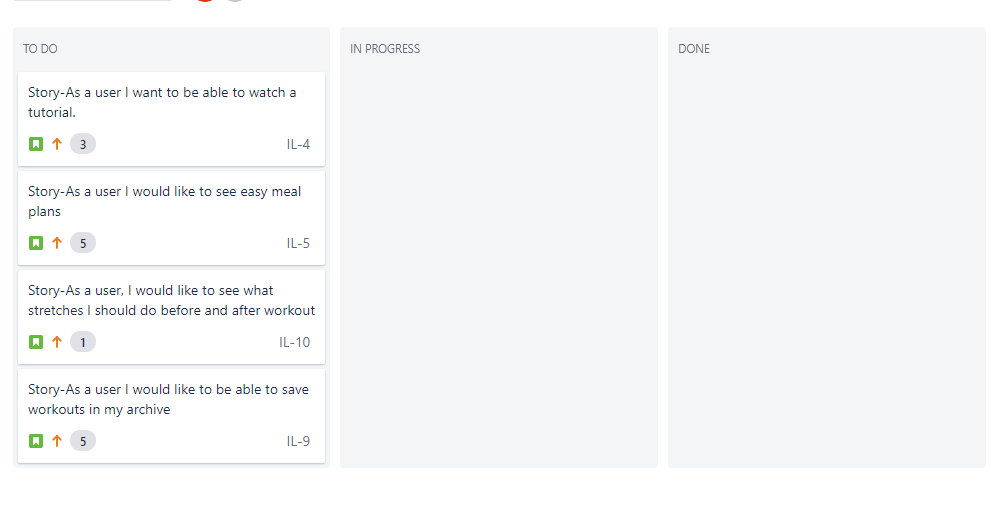 TO DO
Story-As a user I want to be able to watch a
tutorial.
3
IL-4
Story-As a user I would like to see easy meal
plans
5
IL-5
Story-As a user, I would like to see what
stretches I should do before and after workout
1
IL-10
Story-As a user I would like to be able to save
workouts in my archive
5
IL-9
IN PROGRESS
DONE